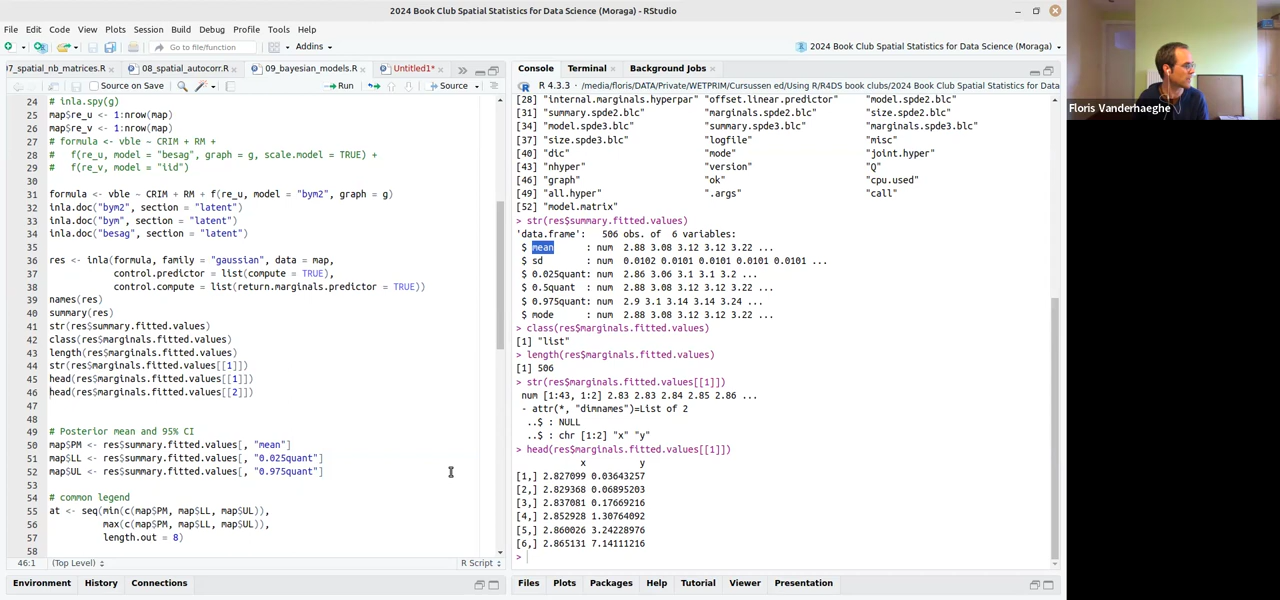 2024 Book Club Spatial Statistics for Data Science (Moraga) - RStudio
File Edit Code View Plots Session Build Debug Profile Tools Help
Go to file/function Addins 2024 Book Club Spatial Statistics for Data Science (Moraga)
07_spatial_nb_matrices.R 08_spatial_autocorr.R 09_bayesian_models.R Untitled1*
Source on Save Run Source
24 # inla.spy(g)
25 map$re_u <- 1:nrow(map)
26 map$re_v <- 1:nrow(map)
27 # formula <- vble ~ CRIM + RM +
28 # f(re_u, model = "besag", graph = g, scale.model = TRUE) +
29 # f(re_v, model = "iid")
30
31 formula <- vble ~ CRIM + RM + f(re_u, model = "bym2", graph = g)
32 inla.doc("bym2", section = "latent")
33 inla.doc("bym", section = "latent")
34 inla.doc("besag", section = "latent")
35
36 res <- inla(formula, family = "gaussian", data = map,
37 control.predictor = list(compute = TRUE),
38 control.compute = list(return.marginals.predictor = TRUE))
39 names(res)
40 summary(res)
41 str(res$summary.fitted.values)
42 class(res$marginals.fitted.values)
43 length(res$marginals.fitted.values)
44 str(res$marginals.fitted.values[[1]])
45 head(res$marginals.fitted.values[[1]])
46 head(res$marginals.fitted.values[[2]])
47
48
49 # Posterior mean and 95% CI
50 map$PM <- res$summary.fitted.values[, "mean"]
51 map$LL <- res$summary.fitted.values[, "0.025quant"]
52 map$UL <- res$summary.fitted.values[, "0.975quant"]
53
54 # common legend
55 at <- seq(min(c(map$PM, map$LL, map$UL)),
56 max(c(map$PM, map$LL, map$UL)),
57 length.out = 8)
58
46:1 (Top Level) R Script
Environment History Connections
Console Terminal Background Jobs
R 4.3.3 · /media/floris/DATA/Private/WETPRIM/Cursussen ed/Using R/R4DS book clubs/2024 Book Club Spatial Statistics for Data
[28] "internal.marginals.hyperpar" "offset.linear.predictor" "model.spde2.blc"
[31] "summary.spde2.blc" "marginals.spde2.blc" "size.spde2.blc"
[34] "model.spde3.blc" "summary.spde3.blc" "marginals.spde3.blc"
[37] "size.spde3.blc" "logfile" "misc"
[40] "dic" "mode" "joint.hyper"
[43] "nhyper" "version" "Q"
[46] "graph" "ok" "cpu.used"
[49] "all.hyper" ".args" "call"
[52] "model.matrix"
> str(res$summary.fitted.values)
'data.frame': 506 obs. of 6 variables:
$ mean : num 2.88 3.08 3.12 3.12 3.22 ...
$ sd : num 0.0102 0.0101 0.0101 0.0101 0.0101 ...
$ 0.025quant: num 2.86 3.06 3.1 3.1 3.2 ...
$ 0.5quant : num 2.88 3.08 3.12 3.12 3.22 ...
$ 0.975quant: num 2.9 3.1 3.14 3.14 3.24 ...
$ mode : num 2.88 3.08 3.12 3.12 3.22 ...
> class(res$marginals.fitted.values)
[1] "list"
> length(res$marginals.fitted.values)
[1] 506
> str(res$marginals.fitted.values[[1]])
num [1:43, 1:2] 2.83 2.83 2.84 2.85 2.86 ...
- attr(*, "dimnames")=List of 2
..$ : NULL
..$ : chr [1:2] "x" "y"
> head(res$marginals.fitted.values[[1]])
x y
[1,] 2.827099 0.03643257
[2,] 2.829368 0.06895203
[3,] 2.837081 0.17669216
[4,] 2.852928 1.30764092
[5,] 2.860026 3.24228976
[6,] 2.865131 7.14111216
>
Files Plots Packages Help Tutorial Viewer Presentation
Floris Vanderhaeghe